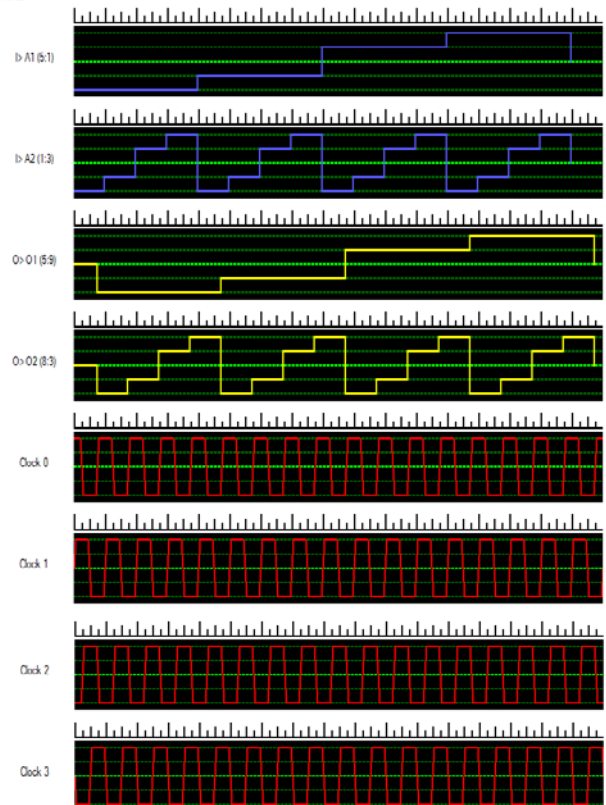 I> A1 (5:1)
I> A2 (1:3)
O> O1 (5:9)
O> O2 (8:3)
Clock 0
Clock 1
Clock 2
Clock 3